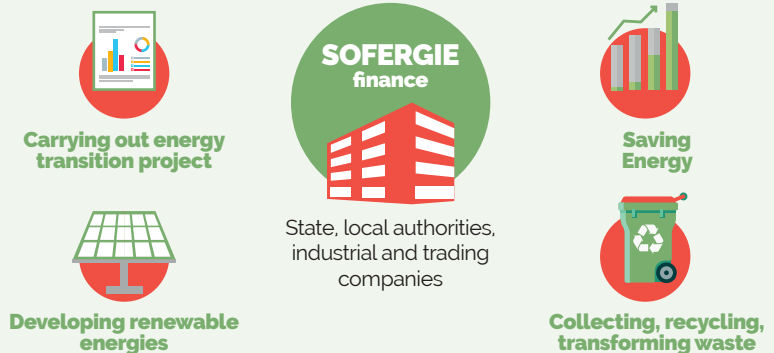 SOFERGIE
finance
Carrying out energy
transition project
Saving
Energy
State, local authorities,
industrial and trading
companies
Developing renewable
energies
Collecting, recycling,
transforming waste